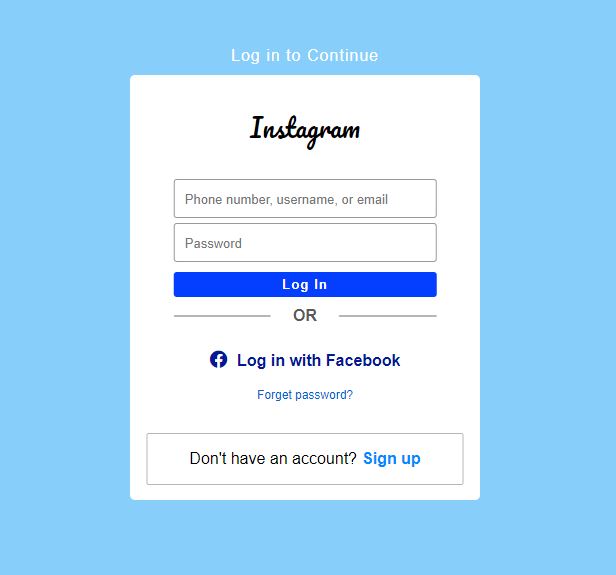 Log in to Continue
Instagram
Phone number, username, or email
Password
Log In
OR
Log in with Facebook
Forget password?
Don't have an account? Sign up